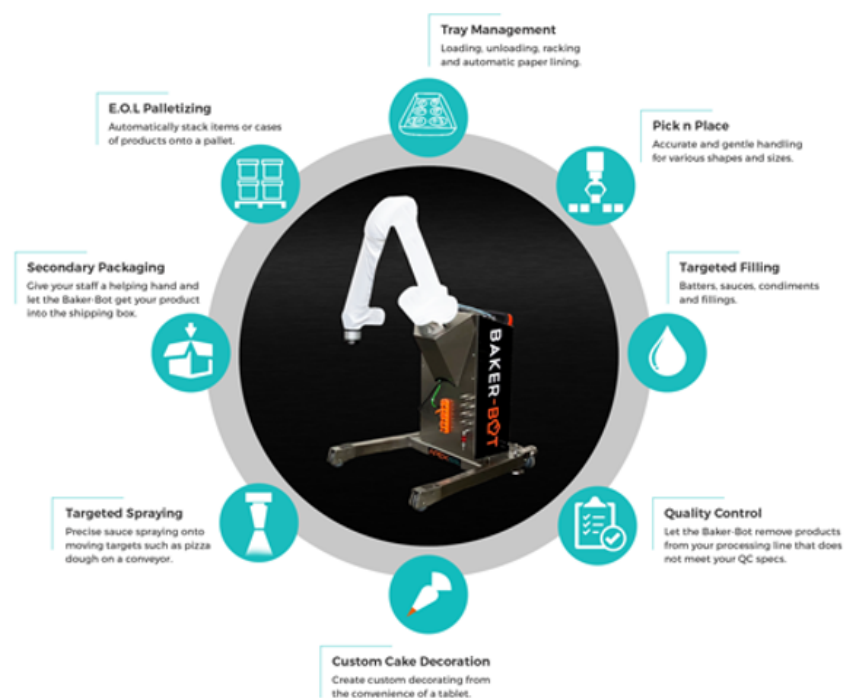 Tray Management
Loading, unloading, racking
and automatic paper lining.
E.O.L Palletizing
Automatically stack items or cases
of products onto a pallet.
Pick n Place
Accurate and gentle handling
for various shapes and sizes.
Secondary Packaging
Give your staff a helping hand and
let the Baker-Bot get your product
into the shipping box.
Targeted Filling
Batters, sauces, condiments
and fillings.
BAKER-BOT
Targeted Spraying
Precise sauce spraying onto
moving targets such as pizza
dough on a conveyor.
Quality Control
Let the Baker-Bot remove products
from your processing line that does
not meet your QC specs.
Custom Cake Decoration
Create custom decorating from
the convenience of a tablet.